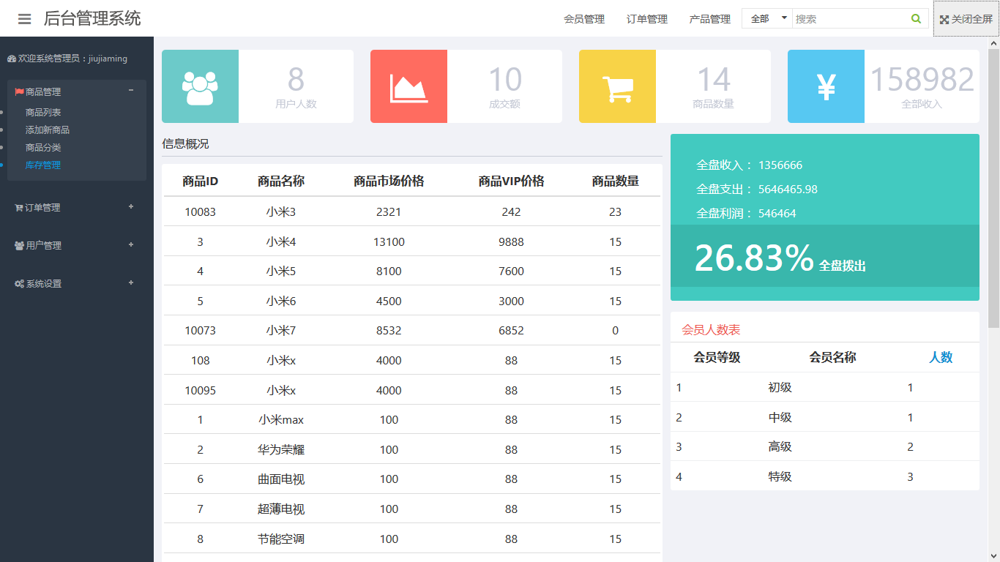 后台管理系统 会员管理 订单管理 产品管理 全部 搜索 关闭全屏
欢迎系统管理员：jiujiaming
商品管理 −
商品列表
添加新商品
商品分类
库存管理
订单管理 +
用户管理 +
系统设置 +
8
用户人数
10
成交额
14
商品数量
¥
158982
全部收入
信息概况
商品ID 商品名称 商品市场价格 商品VIP价格 商品数量
10083 小米3 2321 242 23
3 小米4 13100 9888 15
4 小米5 8100 7600 15
5 小米6 4500 3000 15
10073 小米7 8532 6852 0
108 小米x 4000 88 15
10095 小米x 4000 88 15
1 小米max 100 88 15
2 华为荣耀 100 88 15
6 曲面电视 100 88 15
7 超薄电视 100 88 15
8 节能空调 100 88 15
全盘收入： 1356666
全盘支出： 5646465.98
全盘利润： 546464
26.83% 全盘拨出
会员人数表
会员等级 会员名称 人数
1 初级 1
2 中级 1
3 高级 2
4 特级 3